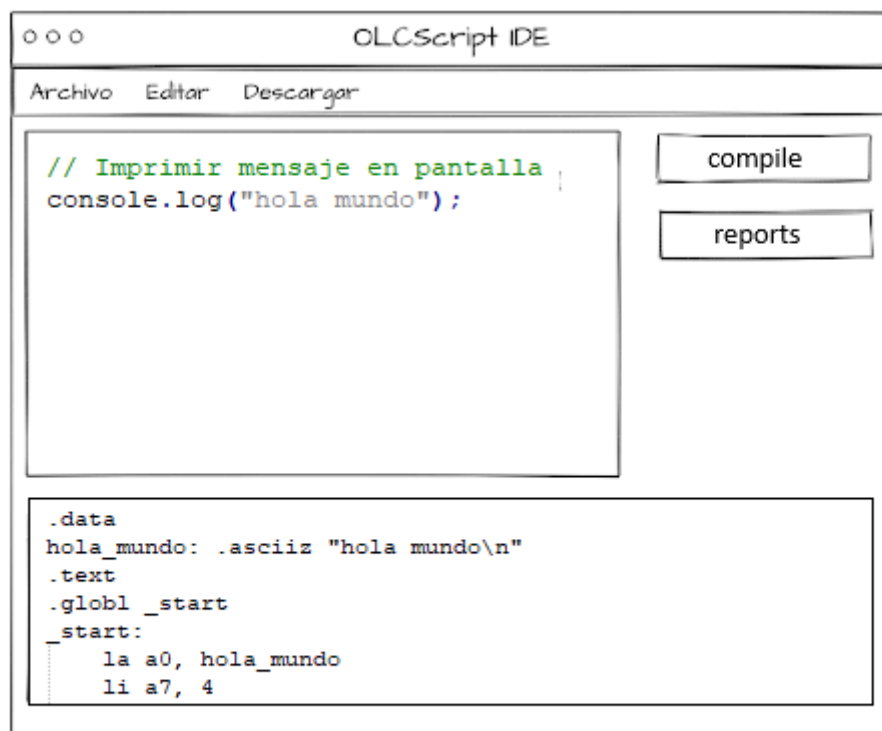 OLCScript IDE
Archivo Editar Descargar
// Imprimir mensaje en pantalla
console.log("hola mundo");
compile
reports
.data
hola_mundo: .asciiz "hola mundo\n"
.text
.globl _start
_start:
la a0, hola_mundo
li a7, 4